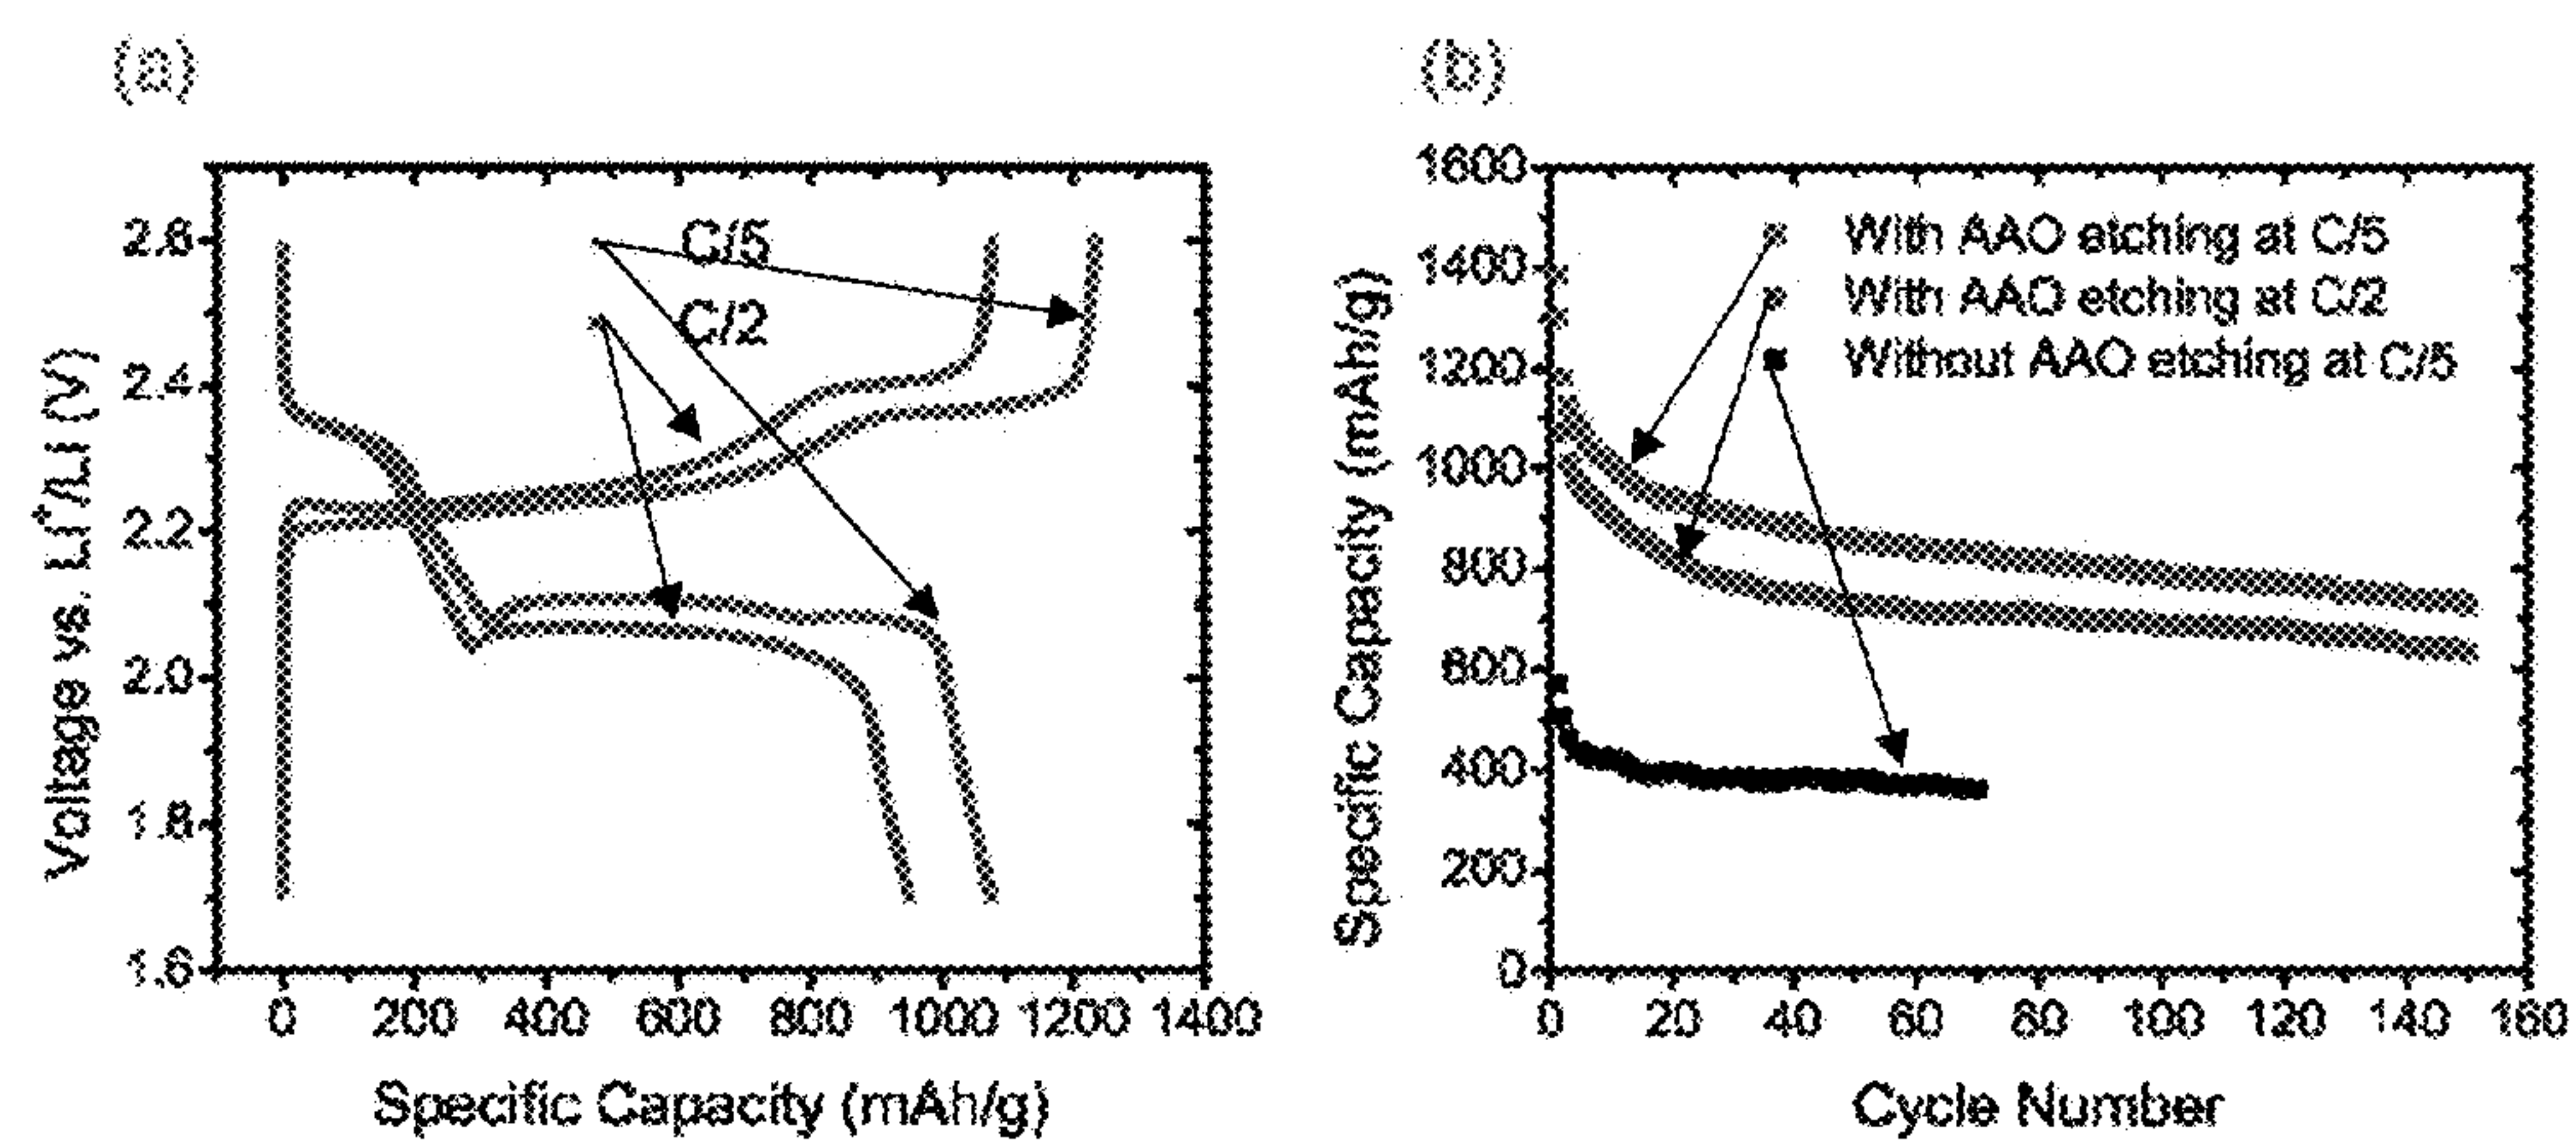 (a)
2.6
2.4
2.2
2.0
1.8
1.6
Voltage vs. Li⁺/Li (V)
C/5
C/2
0 200 400 600 800 1000 1200 1400
Specific Capacity (mAh/g)
(b)
1600
1400
1200
1000
800
600
400
200
0
Specific Capacity (mAh/g)
With AAO etching at C/5
With AAO etching at C/2
Without AAO etching at C/5
0 20 40 60 80 100 120 140 160
Cycle Number